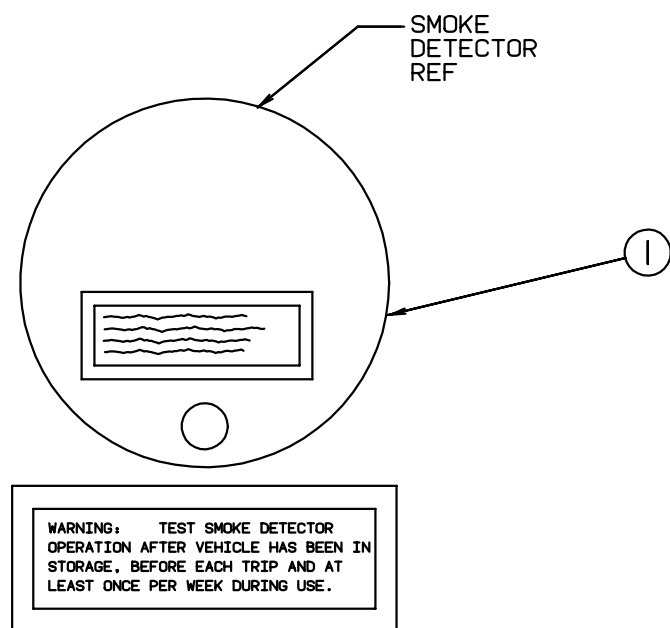 SMOKE
DETECTOR
REF
1
WARNING: TEST SMOKE DETECTOR
OPERATION AFTER VEHICLE HAS BEEN IN
STORAGE, BEFORE EACH TRIP AND AT
LEAST ONCE PER WEEK DURING USE.